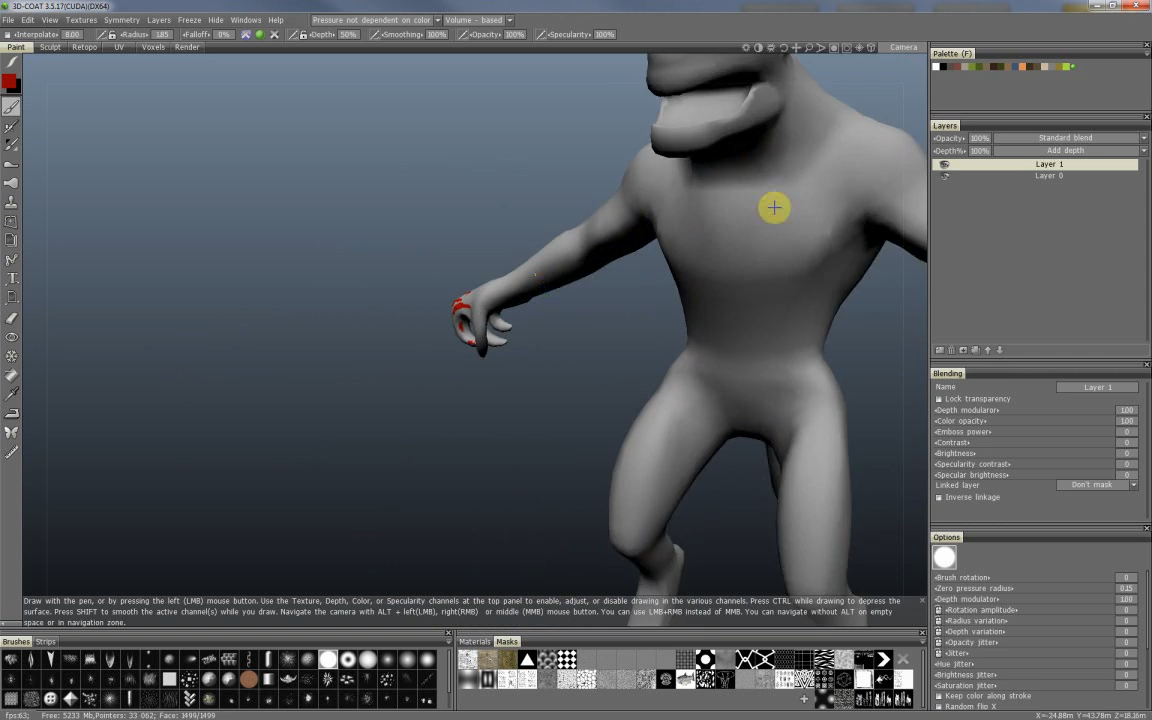 3D-COAT 3.5.17(CUDA)(DX64)
File Edit View Textures Symmetry Layers Freeze Hide Windows Help Pressure not dependent on color Volume - based
Interpolate 8.00 Radius 1.85 Falloff 0% Depth 50% Smoothing 100% Opacity 100% Specularity 100%
Paint Sculpt Retopo UV Voxels Render Camera
Palette (F)
Layers
Opacity 100% Standard blend
Depth% 100% Add depth
Layer 1
Layer 0
Blending
Name Layer 1
Lock transparency
Depth modulator 1.00
Color opacity 1.00
Emboss power 0
Contrast 0
Brightness 0
Specularity contrast 0
Specular brightness 0
Linked layer Don't mask
Inverse linkage
Options
Brush rotation 0
Zero pressure radius 0.15
Depth modulator 1.00
Rotation amplitude 0
Radius variation 0
Depth variation 0
Opacity jitter 0
Jitter 0
Hue jitter 0
Brightness jitter 0
Saturation jitter 0
Keep color along stroke
Random flip X
Draw with the pen, or by pressing the left (LMB) mouse button. Use the Texture, Depth, Color, or Specularity channels at the top panel to enable, adjust, or disable drawing in the various channels. Press CTRL while drawing to depress the
surface. Press SHIFT to smooth the active channel(s) while you draw. Navigate the camera with ALT + left(LMB), right(RMB) or middle (MMB) mouse button. You can use LMB+RMB instead of MMB. You can navigate without ALT on empty
space or in navigation zone.
Brushes Strips
Materials Masks
fps:63; Free: 5233 Mb,Pointers: 33 062; Face: 1499/1499
X=-24.88m Y=43.78m Z=18.16m